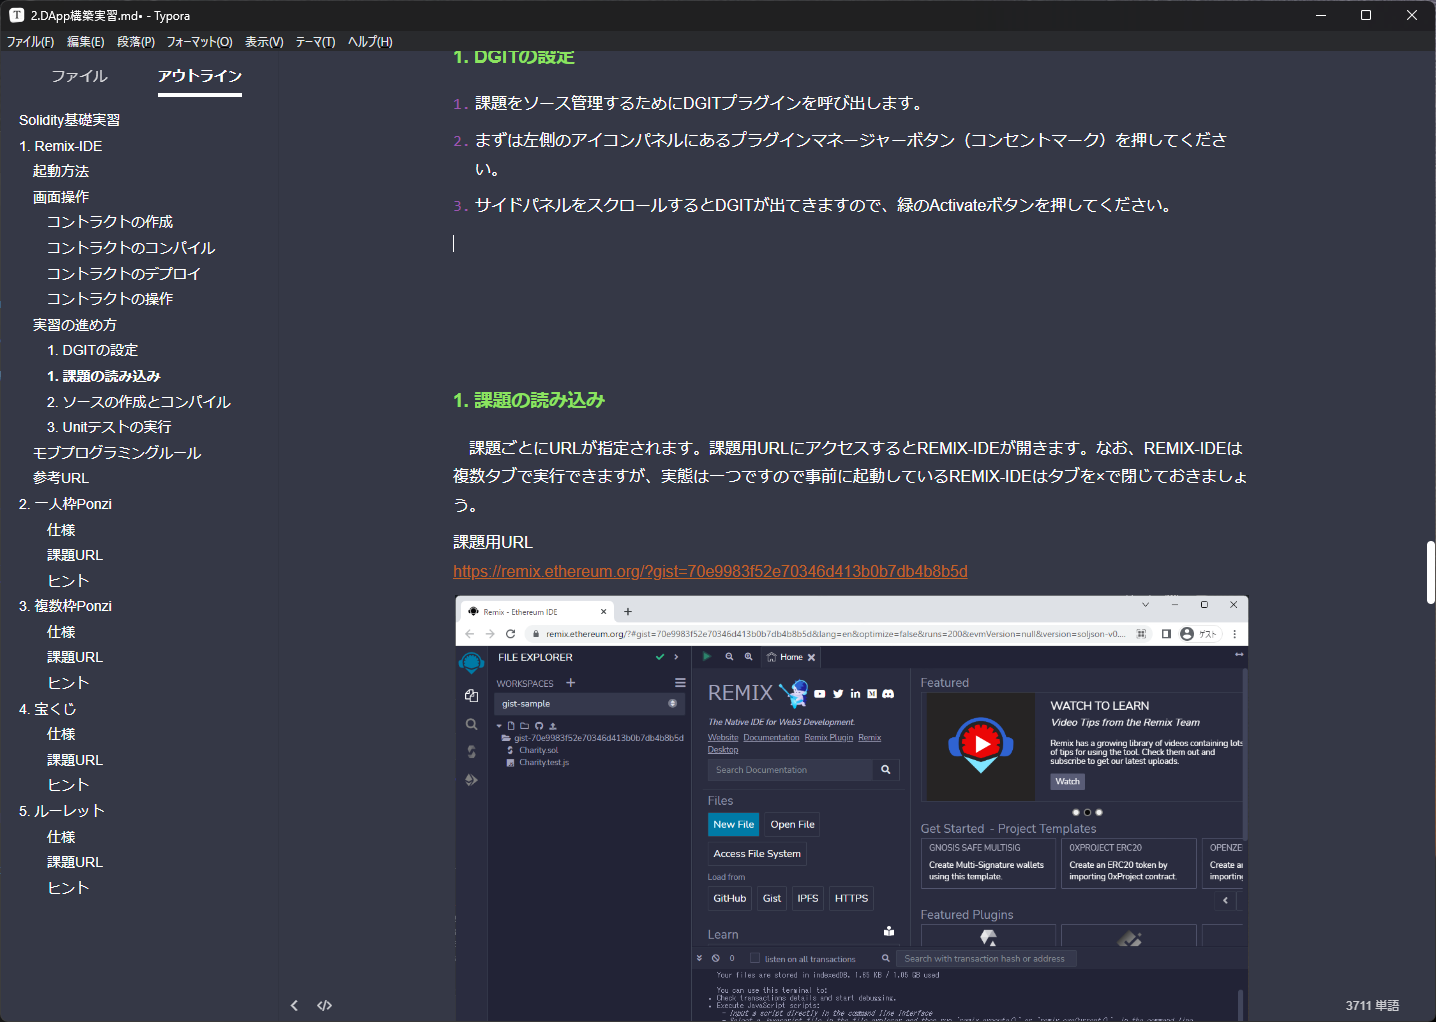 2.DApp構築実習.md• - Typora
ファイル(F) 編集(E) 段落(P) フォーマット(O) 表示(V) テーマ(T) ヘルプ(H)
ファイル アウトライン
Solidity基礎実習
1. Remix-IDE
起動方法
画面操作
コントラクトの作成
コントラクトのコンパイル
コントラクトのデプロイ
コントラクトの操作
実習の進め方
1. DGITの設定
1. 課題の読み込み
2. ソースの作成とコンパイル
3. Unitテストの実行
モブプログラミングルール
参考URL
2. 一人枠Ponzi
仕様
課題URL
ヒント
3. 複数枠Ponzi
仕様
課題URL
ヒント
4. 宝くじ
仕様
課題URL
ヒント
5. ルーレット
仕様
課題URL
ヒント
1. DGITの設定
1. 課題をソース管理するためにDGITプラグインを呼び出します。
2. まずは左側のアイコンパネルにあるプラグインマネージャーボタン（コンセントマーク）を押してくださ
い。
3. サイドパネルをスクロールするとDGITが出てきますので、緑のActivateボタンを押してください。
1. 課題の読み込み
課題ごとにURLが指定されます。課題用URLにアクセスするとREMIX-IDEが開きます。なお、REMIX-IDEは
複数タブで実行できますが、実態は一つですので事前に起動しているREMIX-IDEはタブを×で閉じておきましょ
う。
課題用URL
https://remix.ethereum.org/?gist=70e9983f52e70346d413b0b7db4b8b5d
Remix - Ethereum IDE
remix.ethereum.org/?#gist=70e9983f52e70346d413b0b7db4b8b5d&lang=en&optimize=false&runs=200&evmVersion=null&version=soljson-v0... ゲスト
FILE EXPLORER
WORKSPACES
gist-sample
gist-70e9983f52e70346d413b0b7db4b8b5d
Charity.sol
Charity.test.js
Home
REMIX
The Native IDE for Web3 Development.
Website Documentation Remix Plugin Remix
Desktop
Search Documentation
Files
New File Open File
Access File System
Load from
GitHub Gist IPFS HTTPS
Learn
Featured
WATCH TO LEARN
Video Tips from the Remix Team
Remix has a growing library of videos containing lots
of tips for using the tool. Check them out and
subscribe to get our latest uploads.
Watch
Get Started - Project Templates
GNOSIS SAFE MULTISIG
Create Multi-Signature wallets
using this template.
0XPROJECT ERC20
Create an ERC20 token by
importing 0xProject contract.
OPENZE
Create a
importing
Featured Plugins
0 listen on all transactions Search with transaction hash or address
Your files are stored in indexedDB, 1.85 KB / 1.05 GB used
You can use this terminal to:
• Check transactions details and start debugging.
• Execute JavaScript scripts:
- Input a script directly in the command line interface
3711 単語